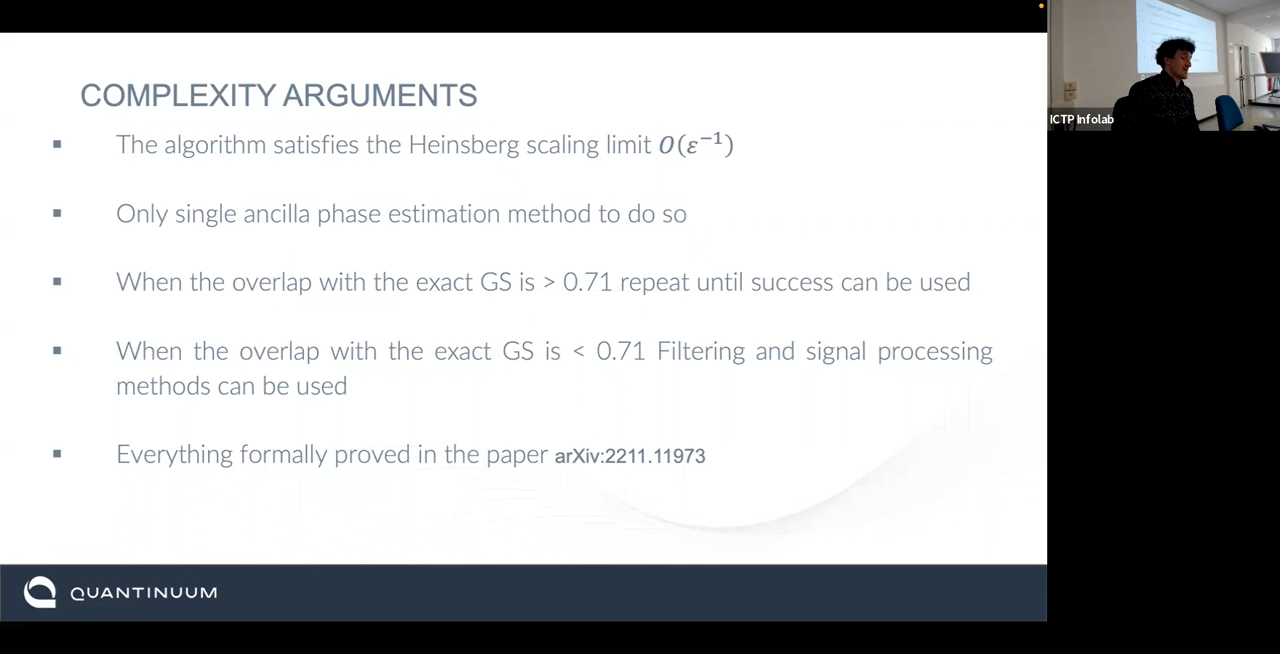 COMPLEXITY ARGUMENTS
▪ The algorithm satisfies the Heinsberg scaling limit O(ε⁻¹)
▪ Only single ancilla phase estimation method to do so
▪ When the overlap with the exact GS is > 0.71 repeat until success can be used
▪ When the overlap with the exact GS is < 0.71 Filtering and signal processing
methods can be used
▪ Everything formally proved in the paper arXiv:2211.11973
QUANTINUUM
ICTP Infolab